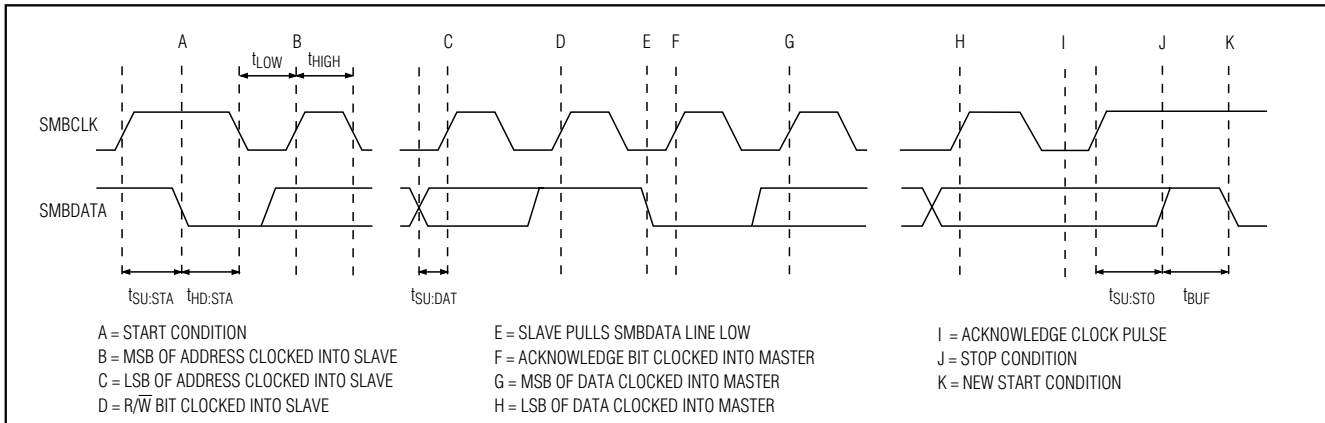 A B C D E F G H I J K
tLOW tHIGH
SMBCLK
SMBDATA
tSU:STA tHD:STA tSU:DAT tSU:STO tBUF
A = START CONDITION
B = MSB OF ADDRESS CLOCKED INTO SLAVE
C = LSB OF ADDRESS CLOCKED INTO SLAVE
D = R/W̅ BIT CLOCKED INTO SLAVE
E = SLAVE PULLS SMBDATA LINE LOW
F = ACKNOWLEDGE BIT CLOCKED INTO MASTER
G = MSB OF DATA CLOCKED INTO MASTER
H = LSB OF DATA CLOCKED INTO MASTER
I = ACKNOWLEDGE CLOCK PULSE
J = STOP CONDITION
K = NEW START CONDITION